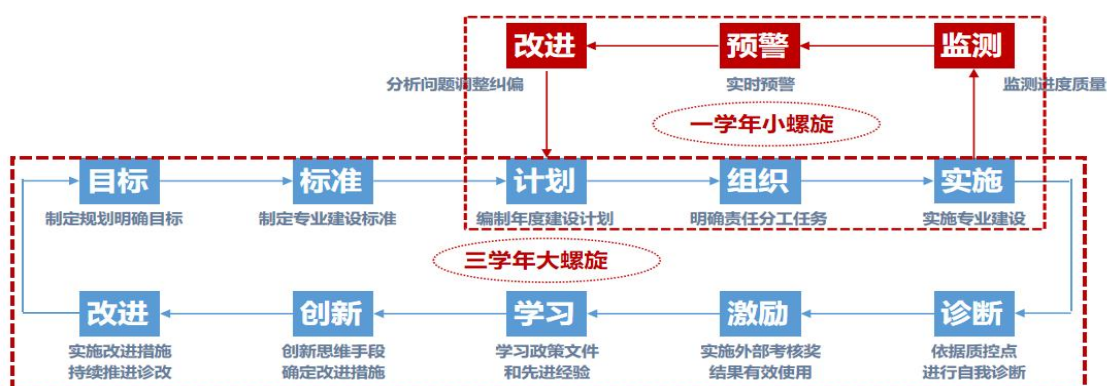 改进 预警 监测
分析问题调整纠偏 实时预警 监测进度质量
一学年小螺旋
目标 标准 计划 组织 实施
制定规划明确目标 制定专业建设标准 编制年度建设计划 明确责任分工任务 实施专业建设
三学年大螺旋
改进 创新 学习 激励 诊断
实施改进措施 创新思维手段 学习政策文件 实施外部考核奖 依据质控点
持续推进诊改 确定改进措施 和先进经验 结果有效使用 进行自我诊断